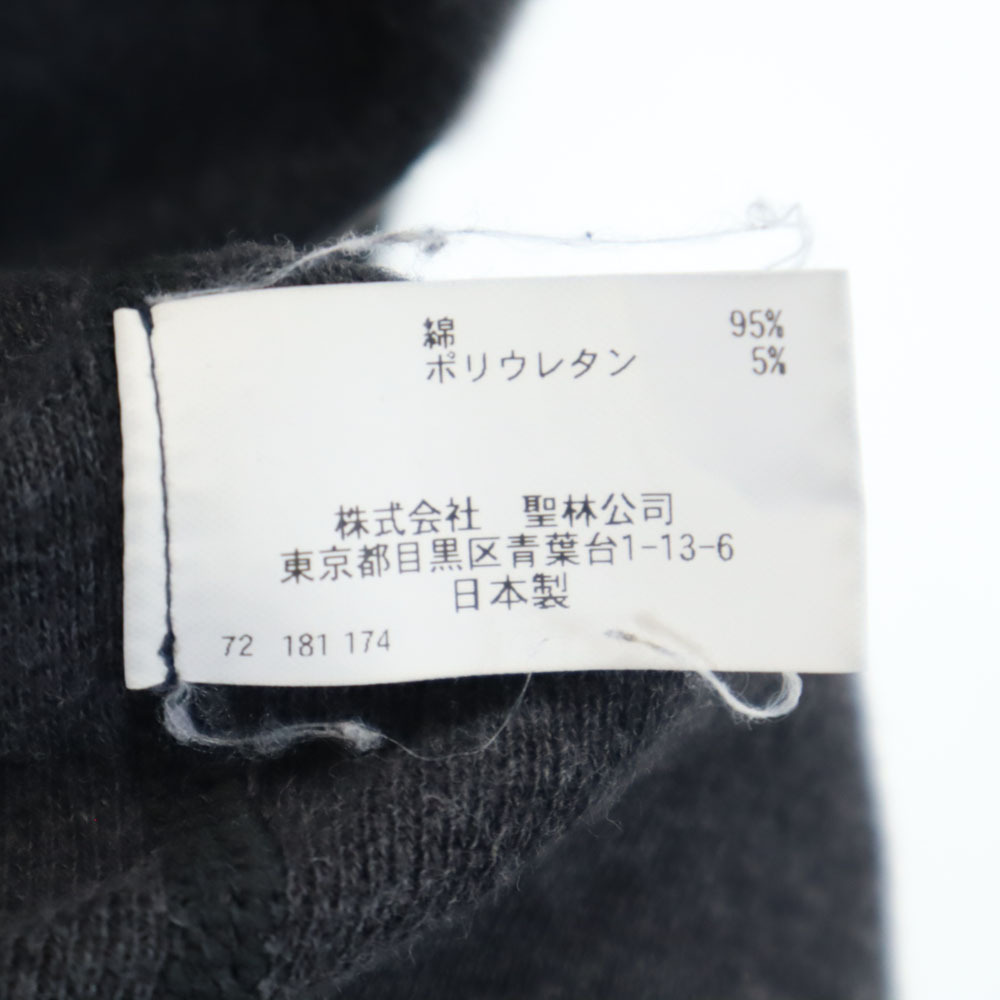 綿 95%
ポリウレタン 5%
株式会社 聖林公司
東京都目黒区青葉台1-13-6
日本製
72 181 174